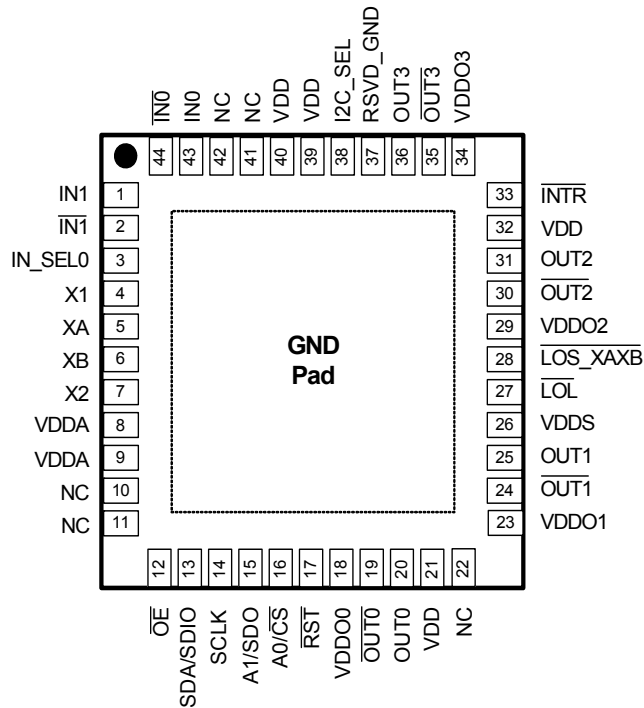 IN0
IN0
NC
NC
VDD
VDD
I2C_SEL
RSVD_GND
OUT3
OUT3
VDDO3
44
43
42
41
40
39
38
37
36
35
34
IN1 1
IN1 2
IN_SEL0 3
X1 4
XA 5
XB 6
X2 7
VDDA 8
VDDA 9
NC 10
NC 11
GND
Pad
33 INTR
32 VDD
31 OUT2
30 OUT2
29 VDDO2
28 LOS_XAXB
27 LOL
26 VDDS
25 OUT1
24 OUT1
23 VDDO1
12
13
14
15
16
17
18
19
20
21
22
OE
SDA/SDIO
SCLK
A1/SDO
A0/CS
RST
VDDO0
OUT0
OUT0
VDD
NC